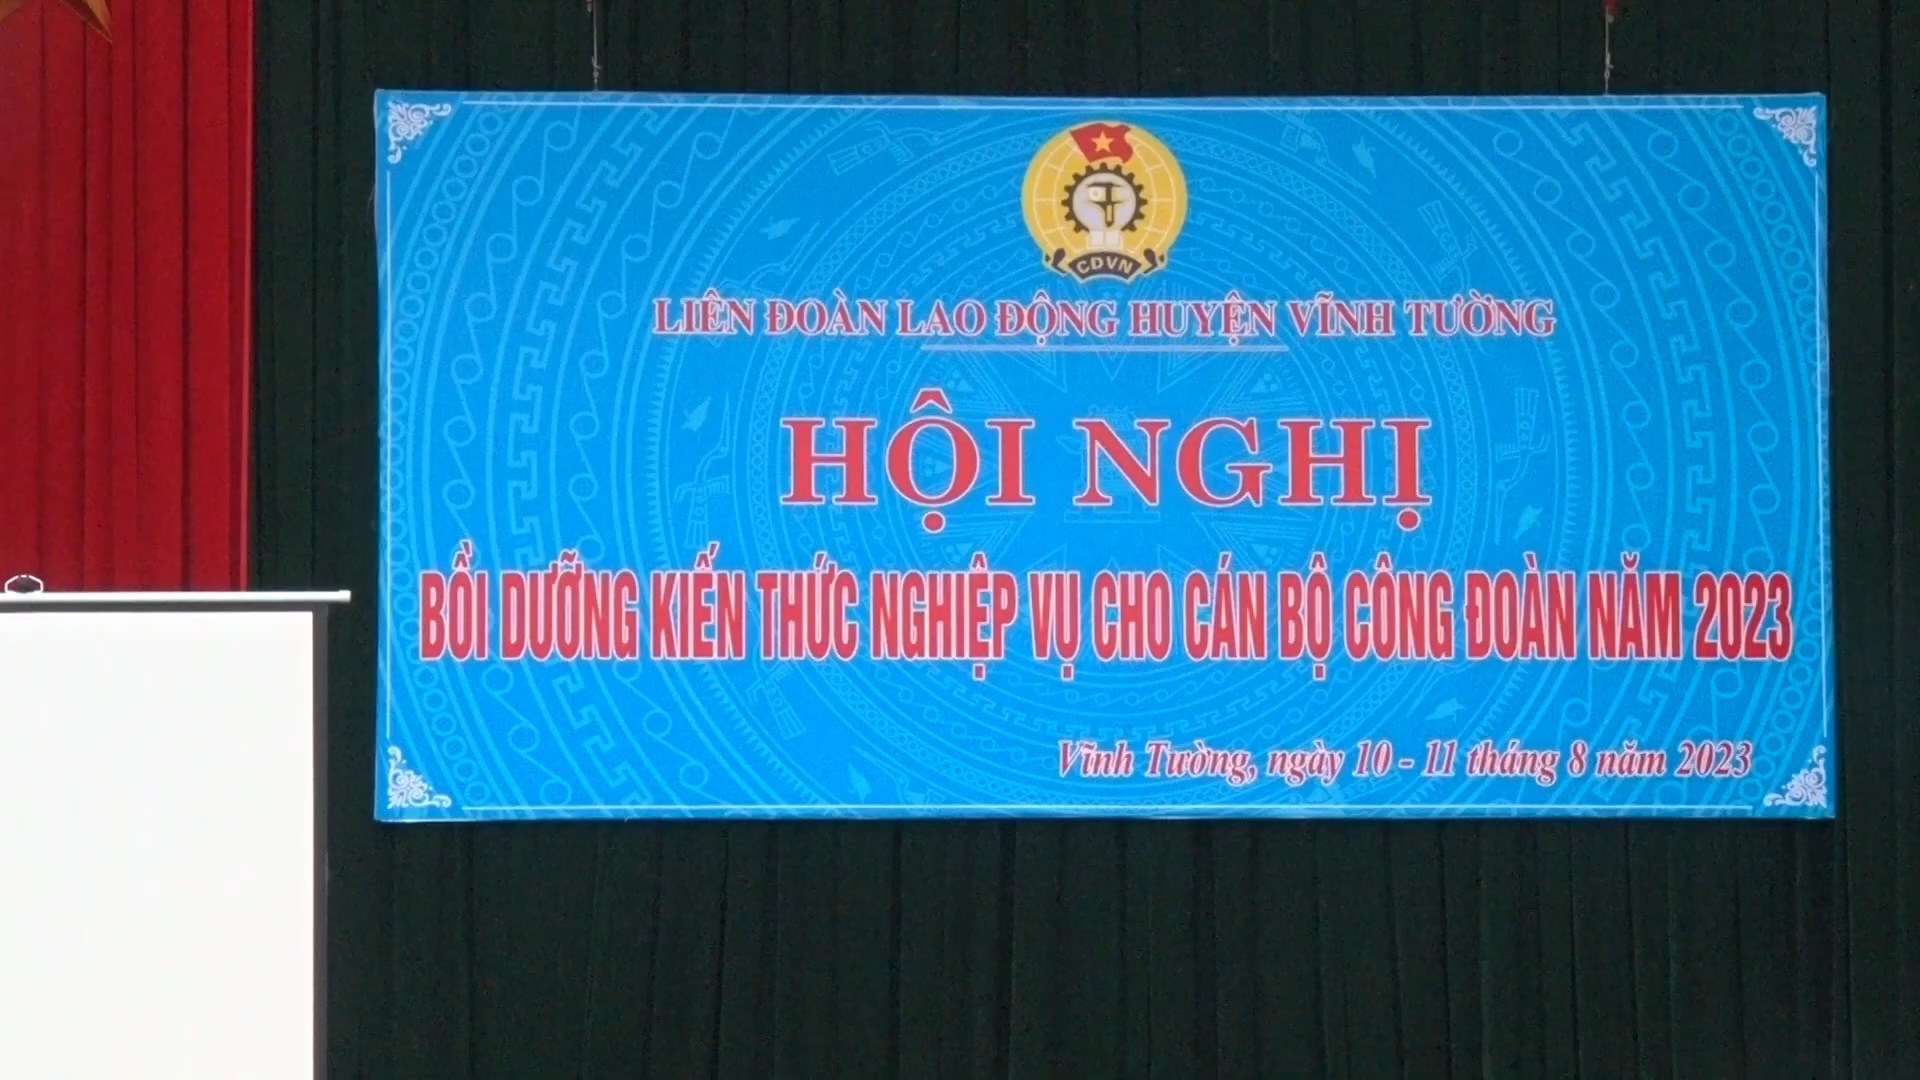 CDVN
LIÊN ĐOÀN LAO ĐỘNG HUYỆN VĨNH TƯỜNG
HỘI NGHỊ
BỒI DƯỠNG KIẾN THỨC NGHIỆP VỤ CHO CÁN BỘ CÔNG ĐOÀN NĂM 2023
Vĩnh Tường, ngày 10 - 11 tháng 8 năm 2023